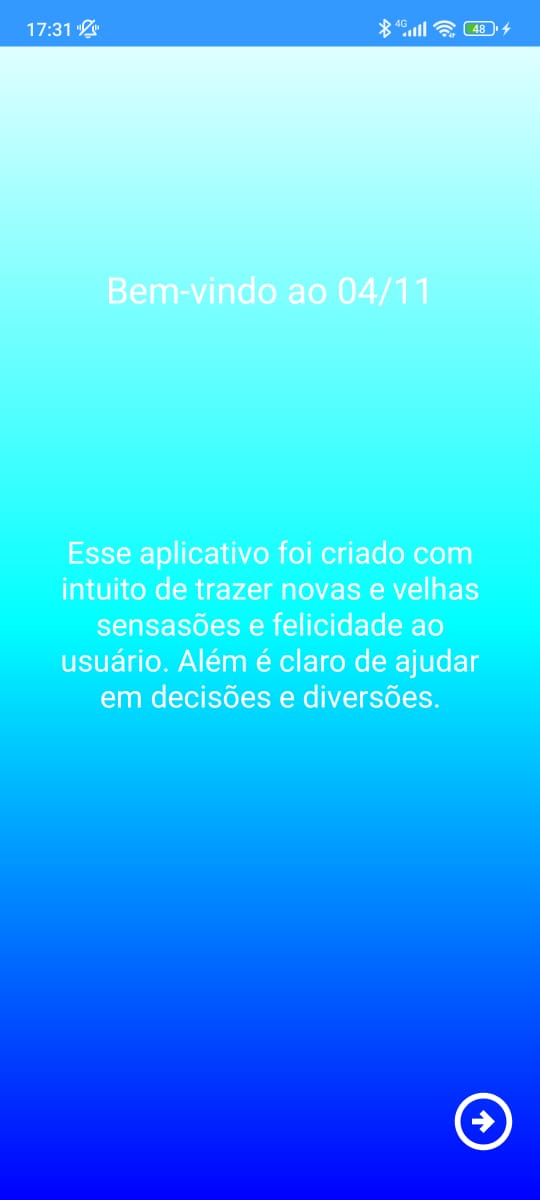 17:31
4G
48
Bem-vindo ao 04/11
Esse aplicativo foi criado com
intuito de trazer novas e velhas
sensasões e felicidade ao
usuário. Além é claro de ajudar
em decisões e diversões.